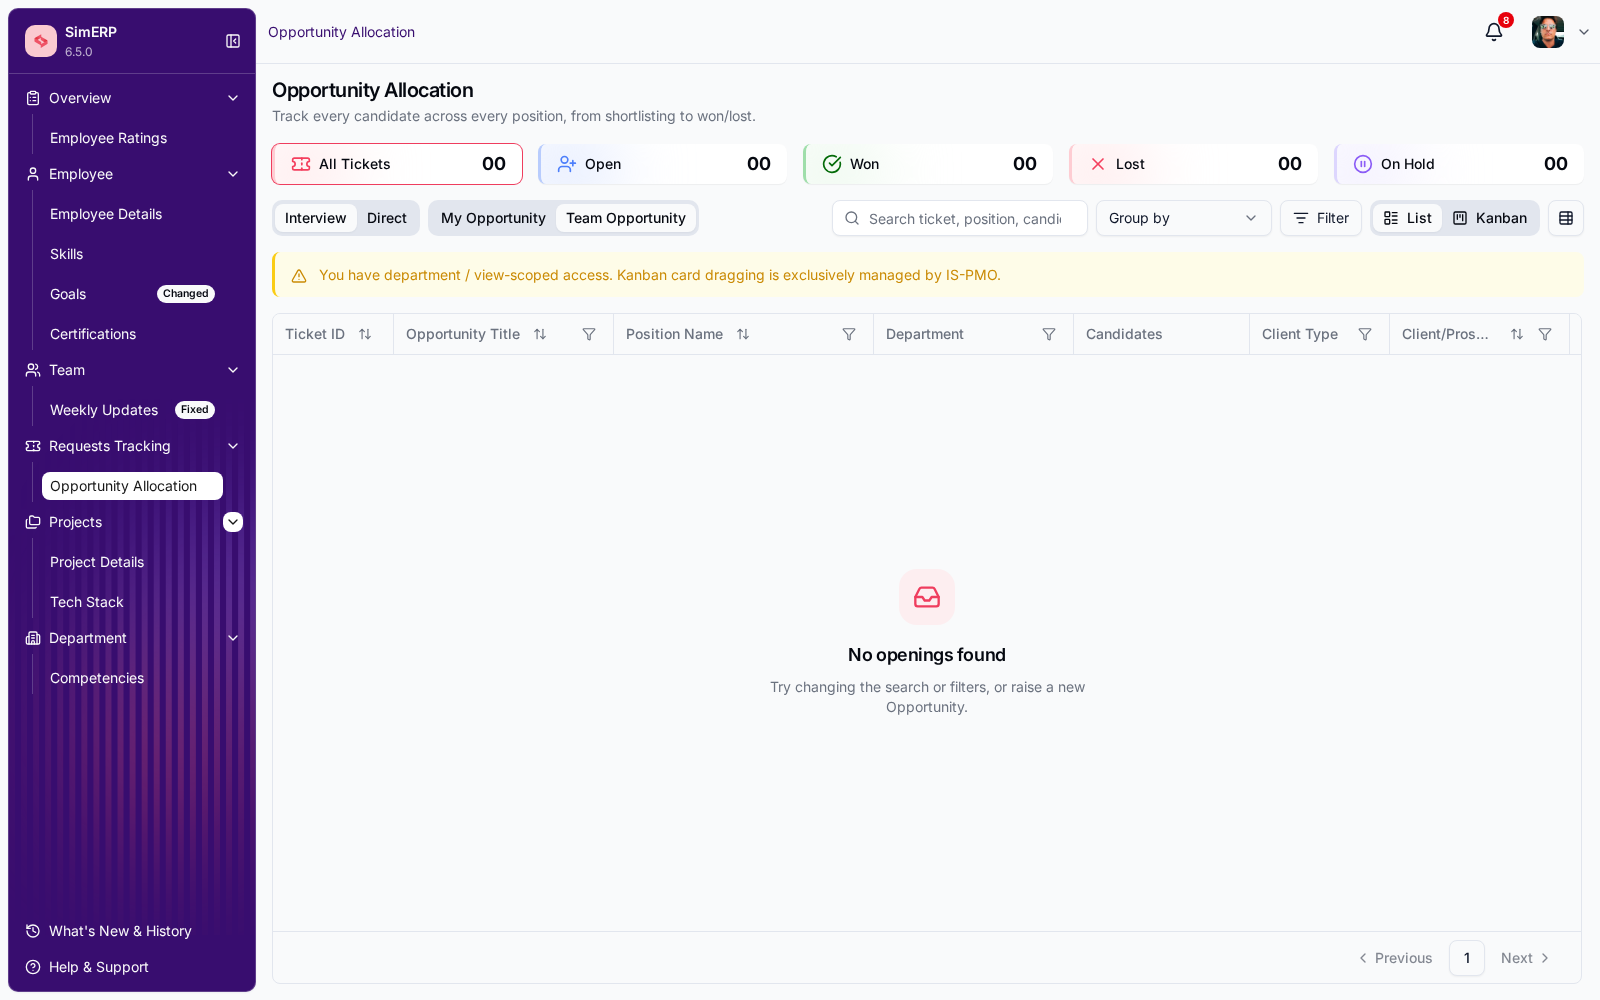 SimERP
6.5.0
Overview
Employee Ratings
Employee
Employee Details
Skills
Goals
Changed
Certifications
Team
Weekly Updates
Fixed
Requests Tracking
Opportunity Allocation
Projects
Project Details
Tech Stack
Department
Competencies
What's New & History
Help & Support
Opportunity Allocation
8
Opportunity Allocation
Track every candidate across every position, from shortlisting to won/lost.
All Tickets 00
Open 00
Won 00
Lost 00
On Hold 00
Interview Direct
My Opportunity Team Opportunity
Search ticket, position, candi
Group by
Filter
List Kanban
You have department / view-scoped access. Kanban card dragging is exclusively managed by IS-PMO.
Ticket ID Opportunity Title Position Name Department Candidates Client Type Client/Pros...
No openings found
Try changing the search or filters, or raise a new
Opportunity.
Previous 1 Next